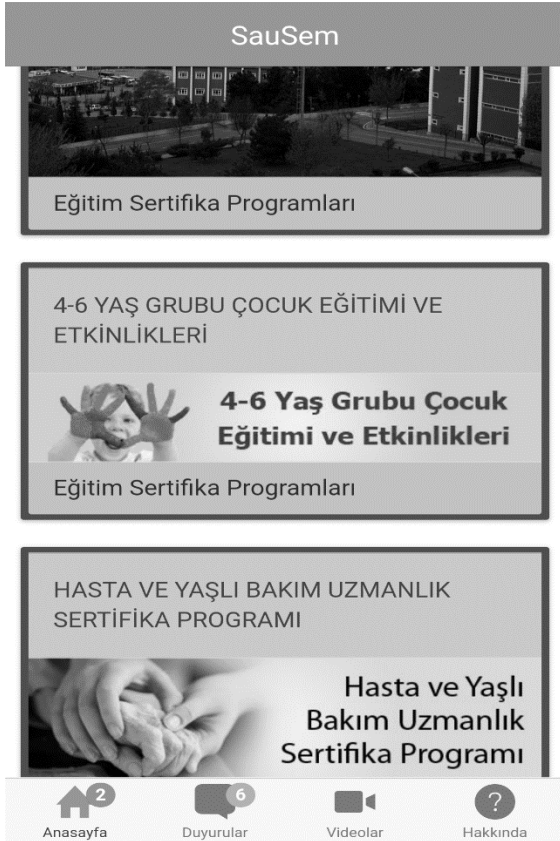 SauSem
Eğitim Sertifika Programları
4-6 YAŞ GRUBU ÇOCUK EĞİTİMİ VE
ETKİNLİKLERİ
4-6 Yaş Grubu Çocuk
Eğitimi ve Etkinlikleri
Eğitim Sertifika Programları
HASTA VE YAŞLI BAKIM UZMANLIK
SERTİFİKA PROGRAMI
Hasta ve Yaşlı
Bakım Uzmanlık
Sertifika Programı
2 6 ?
Anasayfa Duyurular Videolar Hakkında